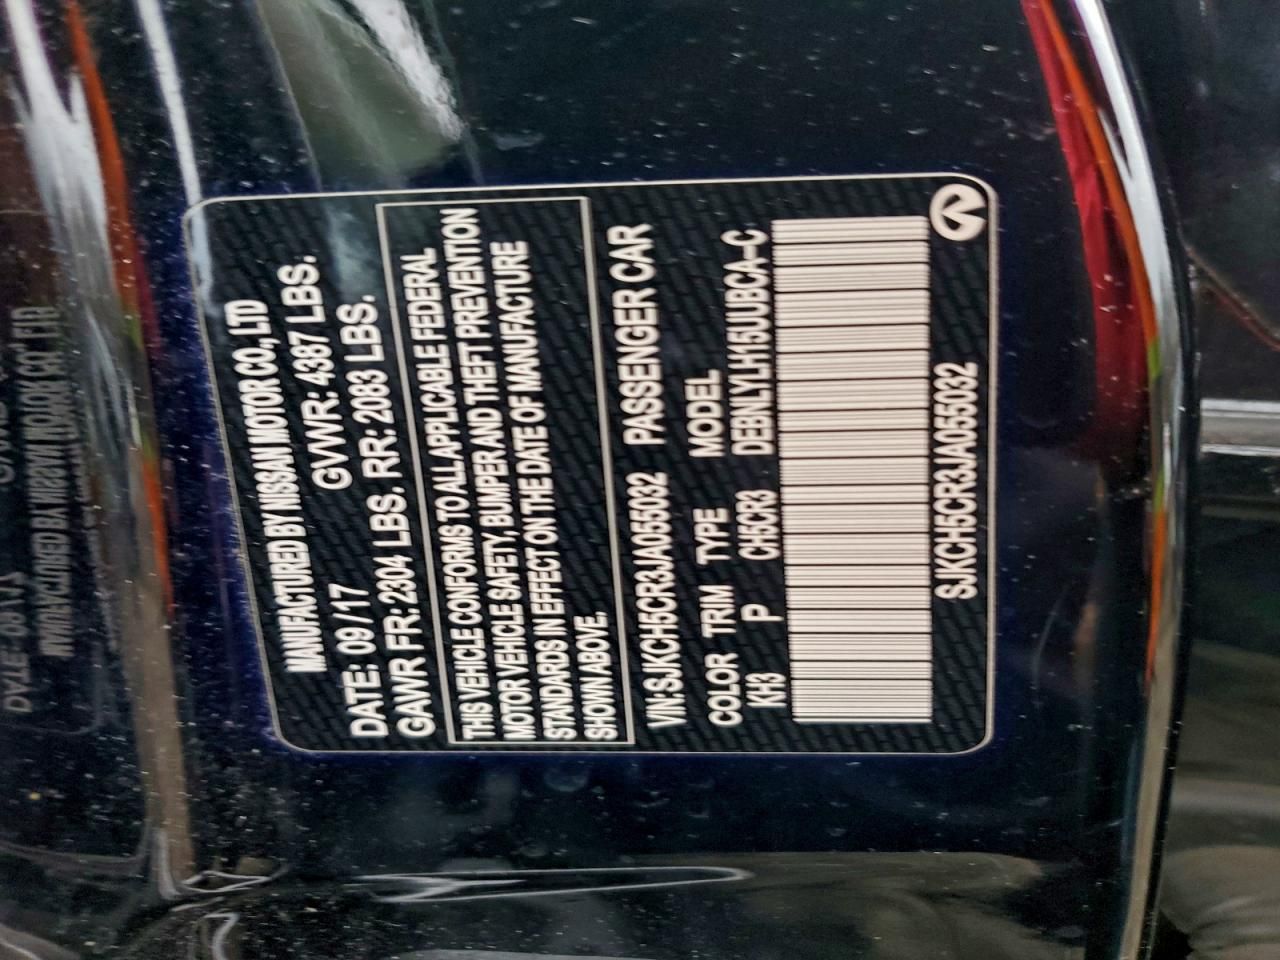 MANUFACTURED BY NISSAN MOTOR CO.,LTD
DATE: 09/17 GVWR: 4387 LBS.
GAWR FR: 2304 LBS. RR: 2083 LBS.
THIS VEHICLE CONFORMS TO ALL APPLICABLE FEDERAL
MOTOR VEHICLE SAFETY, BUMPER AND THEFT PREVENTION
STANDARDS IN EFFECT ON THE DATE OF MANUFACTURE
SHOWN ABOVE.
VIN:SJKCH5CR3JA055032 PASSENGER CAR
COLOR TRIM TYPE MODEL
KH3 P CH5CR3 DEBNLYLH15UJBCA-C
SJKCH5CR3JA055032